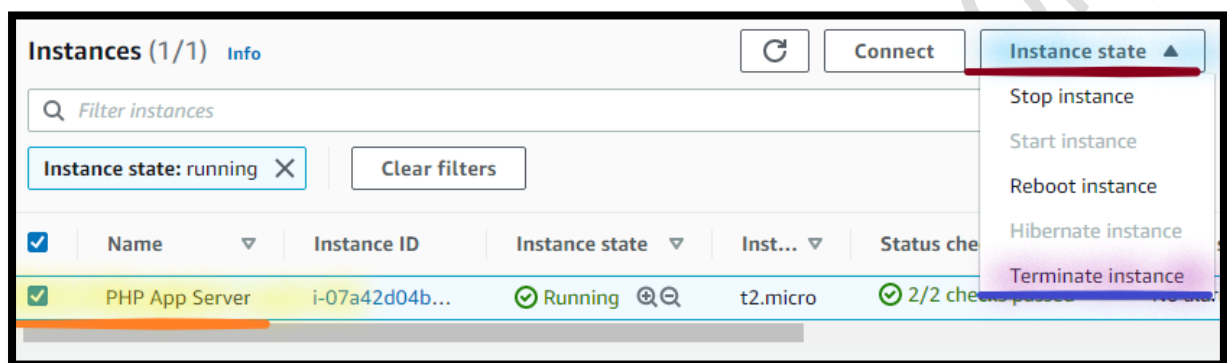 Instances (1/1) Info
Connect
Instance state
Filter instances
Instance state: running
Clear filters
Stop instance
Start instance
Reboot instance
Hibernate instance
Terminate instance
Name
Instance ID
Instance state
Inst...
Status che
PHP App Server
i-07a42d04b...
Running
t2.micro
2/2 checks passed